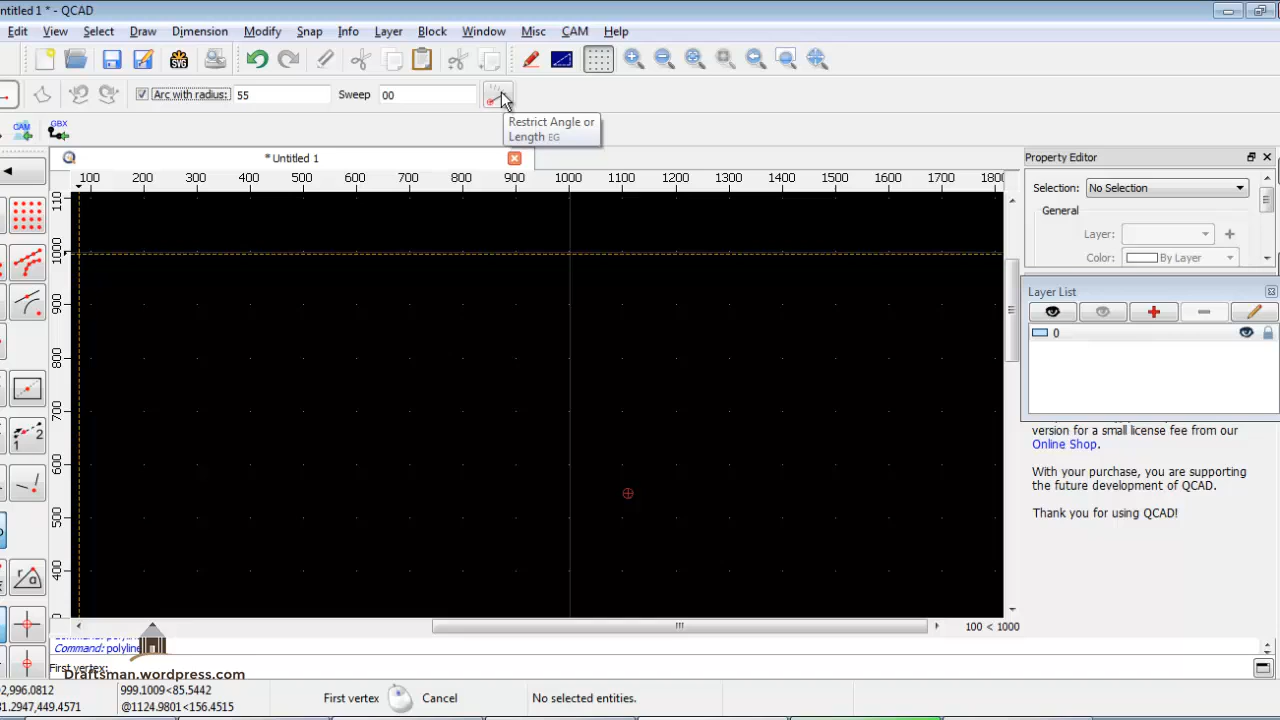 ntitled 1 * - QCAD
Edit View Select Draw Dimension Modify Snap Info Layer Block Window Misc CAM Help
SVG
Arc with radius: 55 Sweep 00
Restrict Angle or
Length EG
CAM GBX
* Untitled 1
Property Editor
100 200 300 400 500 600 700 800 900 1000 1100 1200 1300 1400 1500 1600 1700 1800
Selection: No Selection
General
Layer:
Color: By Layer
1000
900
800
700
600
500
400
Layer List
0
version for a small license fee from our
Online Shop.
With your purchase, you are supporting
the future development of QCAD.
Thank you for using QCAD!
100 < 1000
Command: polyline
First vertex:
Draftsman.wordpress.com
2,996.0812 999.1009<85.5442
31.2947,449.4571 @1124.9801<156.4515
First vertex Cancel No selected entities.